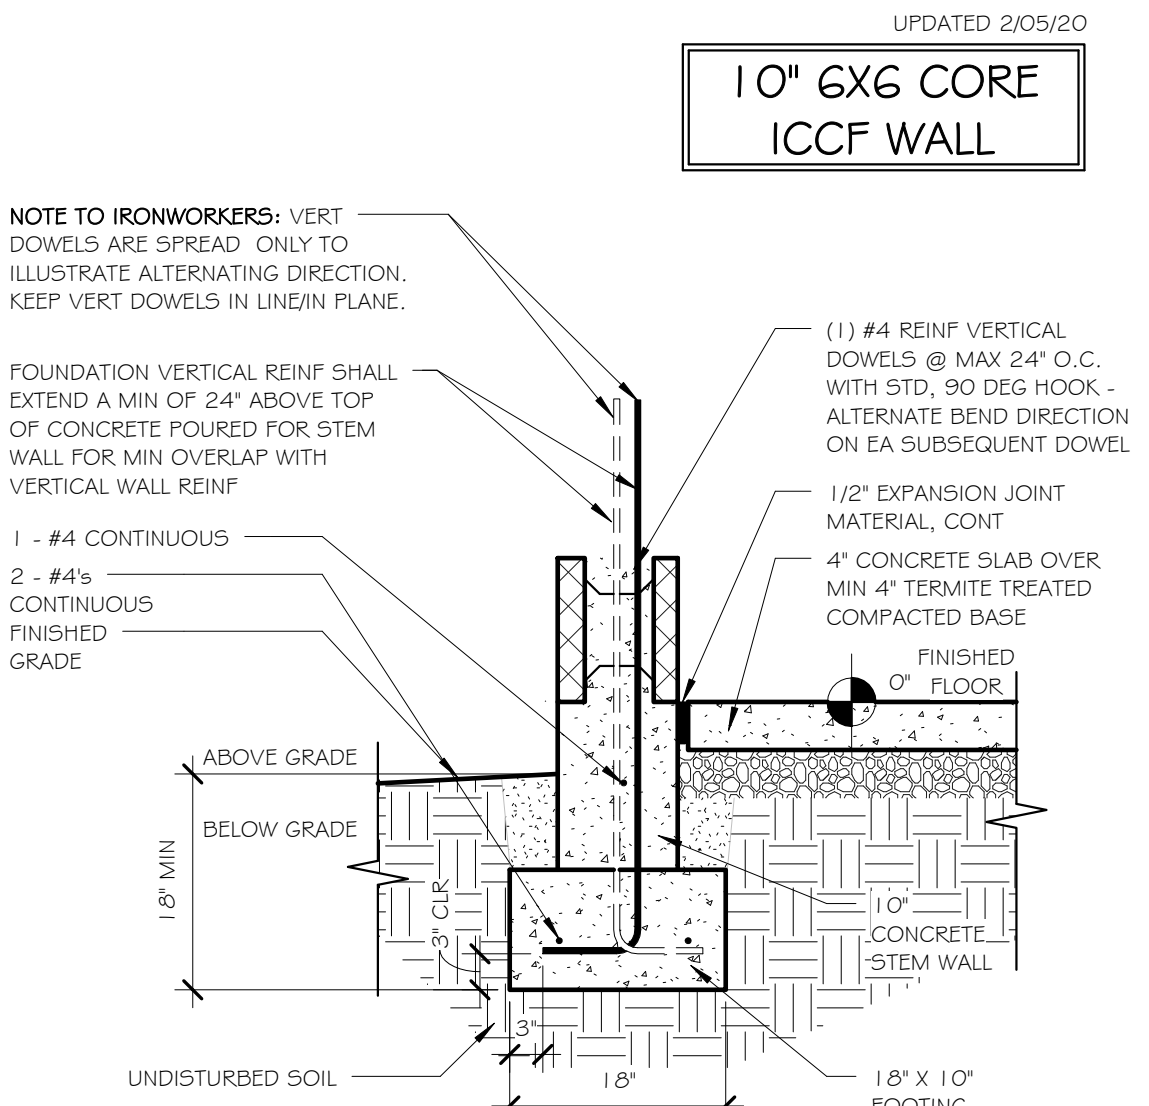 UPDATED 2/05/20
10" 6X6 CORE
ICCF WALL
NOTE TO IRONWORKERS: VERT
DOWELS ARE SPREAD ONLY TO
ILLUSTRATE ALTERNATING DIRECTION.
KEEP VERT DOWELS IN LINE/IN PLANE.
FOUNDATION VERTICAL REINF SHALL
EXTEND A MIN OF 24" ABOVE TOP
OF CONCRETE POURED FOR STEM
WALL FOR MIN OVERLAP WITH
VERTICAL WALL REINF
1 - #4 CONTINUOUS
2 - #4's
CONTINUOUS
FINISHED
GRADE
ABOVE GRADE
BELOW GRADE
18" MIN
3" CLR
3"
18"
UNDISTURBED SOIL
(1) #4 REINF VERTICAL
DOWELS @ MAX 24" O.C.
WITH STD, 90 DEG HOOK -
ALTERNATE BEND DIRECTION
ON EA SUBSEQUENT DOWEL
1/2" EXPANSION JOINT
MATERIAL, CONT
4" CONCRETE SLAB OVER
MIN 4" TERMITE TREATED
COMPACTED BASE
FINISHED
0" FLOOR
10"
CONCRETE
STEM WALL
18" X 10"
FOOTING